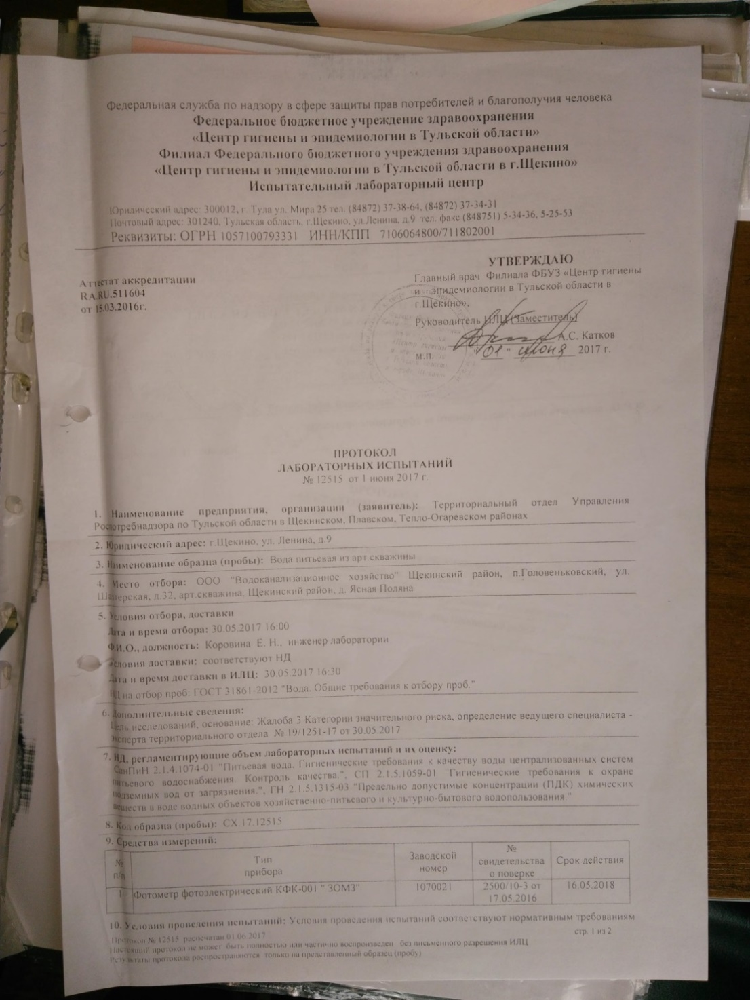 Федеральная служба по надзору в сфере защиты прав потребителей и благополучия человека
Федеральное бюджетное учреждение здравоохранения
«Центр гигиены и эпидемиологии в Тульской области»
Филиал Федерального бюджетного учреждения здравоохранения
«Центр гигиены и эпидемиологии в Тульской области в г.Щекино»
Испытательный лабораторный центр
Юридический адрес: 300012, г. Тула ул. Мира 25 тел. (84872) 37-38-64, (84872) 37-34-31
Почтовый адрес: 301240, Тульская область, г.Щекино, ул.Ленина, д.9 тел. факс (848751) 5-34-36, 5-25-53
Реквизиты: ОГРН 1057100793331 ИНН/КПП 7106064800/711802001
Аттестат аккредитации
RA.RU.511604
от 15.03.2016г.
УТВЕРЖДАЮ
Главный врач Филиала ФБУЗ «Центр гигиены
и эпидемиологии в Тульской области в
г.Щекино»,
Руководитель ИЛЦ (Заместитель)
А.С. Катков
м.п. "01" июня 2017 г.
ПРОТОКОЛ
ЛАБОРАТОРНЫХ ИСПЫТАНИЙ
№ 12515 от 1 июня 2017 г.
1. Наименование предприятия, организации (заявитель): Территориальный отдел Управления
Роспотребнадзора по Тульской области в Щекинском, Плавском, Тепло-Огаревском районах
2. Юридический адрес: г.Щекино, ул. Ленина, д.9
3. Наименование образца (пробы): Вода питьевая из арт.скважины
4. Место отбора: ООО "Водоканализационное хозяйство" Щекинский район, п.Головеньковский, ул.
Шахтерская, д.32, арт.скважина, Щекинский район, д. Ясная Поляна
5. Условия отбора, доставки
Дата и время отбора: 30.05.2017 16:00
Ф.И.О., должность: Коровина Е. Н., инженер лаборатории
Условия доставки: соответствуют НД
Дата и время доставки в ИЛЦ: 30.05.2017 16:30
НД на отбор проб: ГОСТ 31861-2012 "Вода. Общие требования к отбору проб."
6. Дополнительные сведения:
Цель исследований, основание: Жалоба 3 Категории значительного риска, определение ведущего специалиста -
эксперта территориального отдела № 19/1251-17 от 30.05.2017
7. НД, регламентирующие объем лабораторных испытаний и их оценку:
СанПиН 2.1.4.1074-01 "Питьевая вода. Гигиенические требования к качеству воды централизованных систем
питьевого водоснабжения. Контроль качества.", СП 2.1.5.1059-01 "Гигиенические требования к охране
подземных вод от загрязнения.", ГН 2.1.5.1315-03 "Предельно допустимые концентрации (ПДК) химических
веществ в воде водных объектов хозяйственно-питьевого и культурно-бытового водопользования."
8. Код образца (пробы): СХ.17.12515
9. Средства измерений:
№ п/п Тип прибора Заводской номер № свидетельства о поверке Срок действия
1 Фотометр фотоэлектрический КФК-001 " ЗОМЗ" 1070021 2500/10-3 от 17.05.2016 16.05.2018
10. Условия проведения испытаний: Условия проведения испытаний соответствуют нормативным требованиям
Протокол № 12515 распечатан 01.06.2017 стр. 1 из 2
Настоящий протокол не может быть полностью или частично воспроизведен без письменного разрешения ИЛЦ
Результаты протокола распространяются только на представленный образец (пробу)